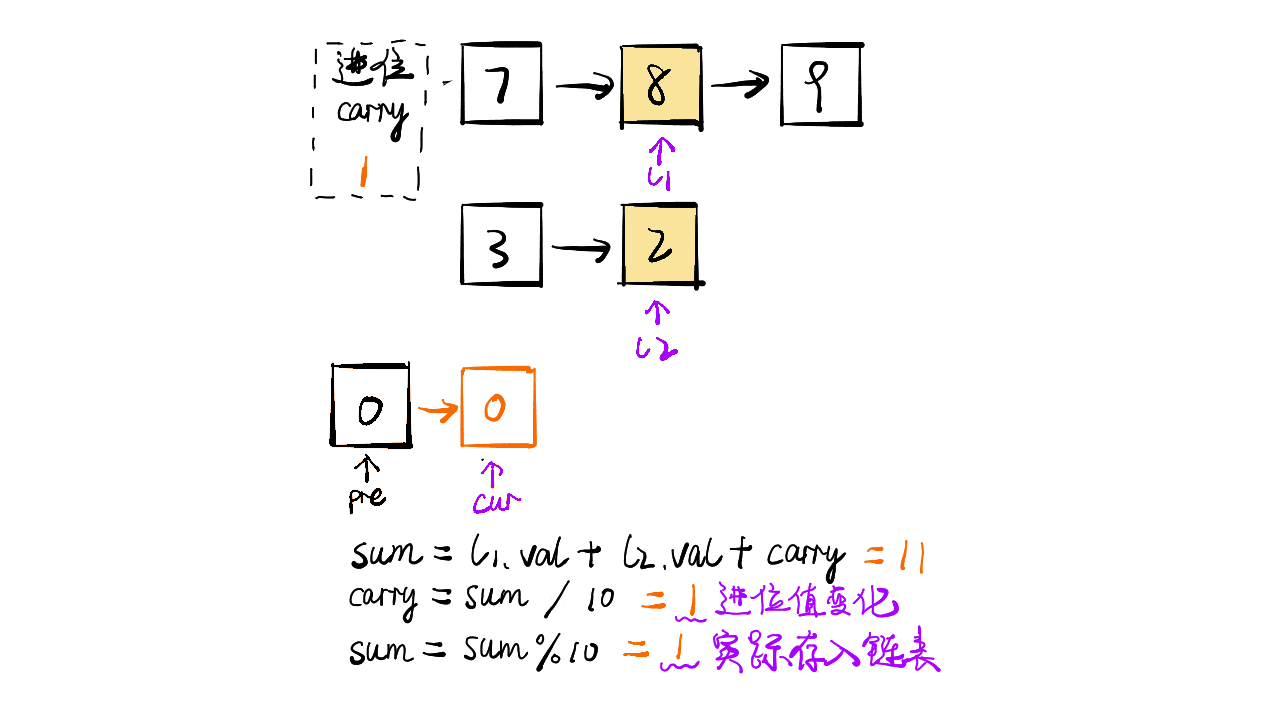 进位
carry
1
7 → 8 → 9
l1
3 → 2
l2
0 → 0
pre
cur
sum = l1.val + l2.val + carry = 11
carry = sum / 10 = 1 进位值变化
sum = sum%10 = 1 实际存入链表